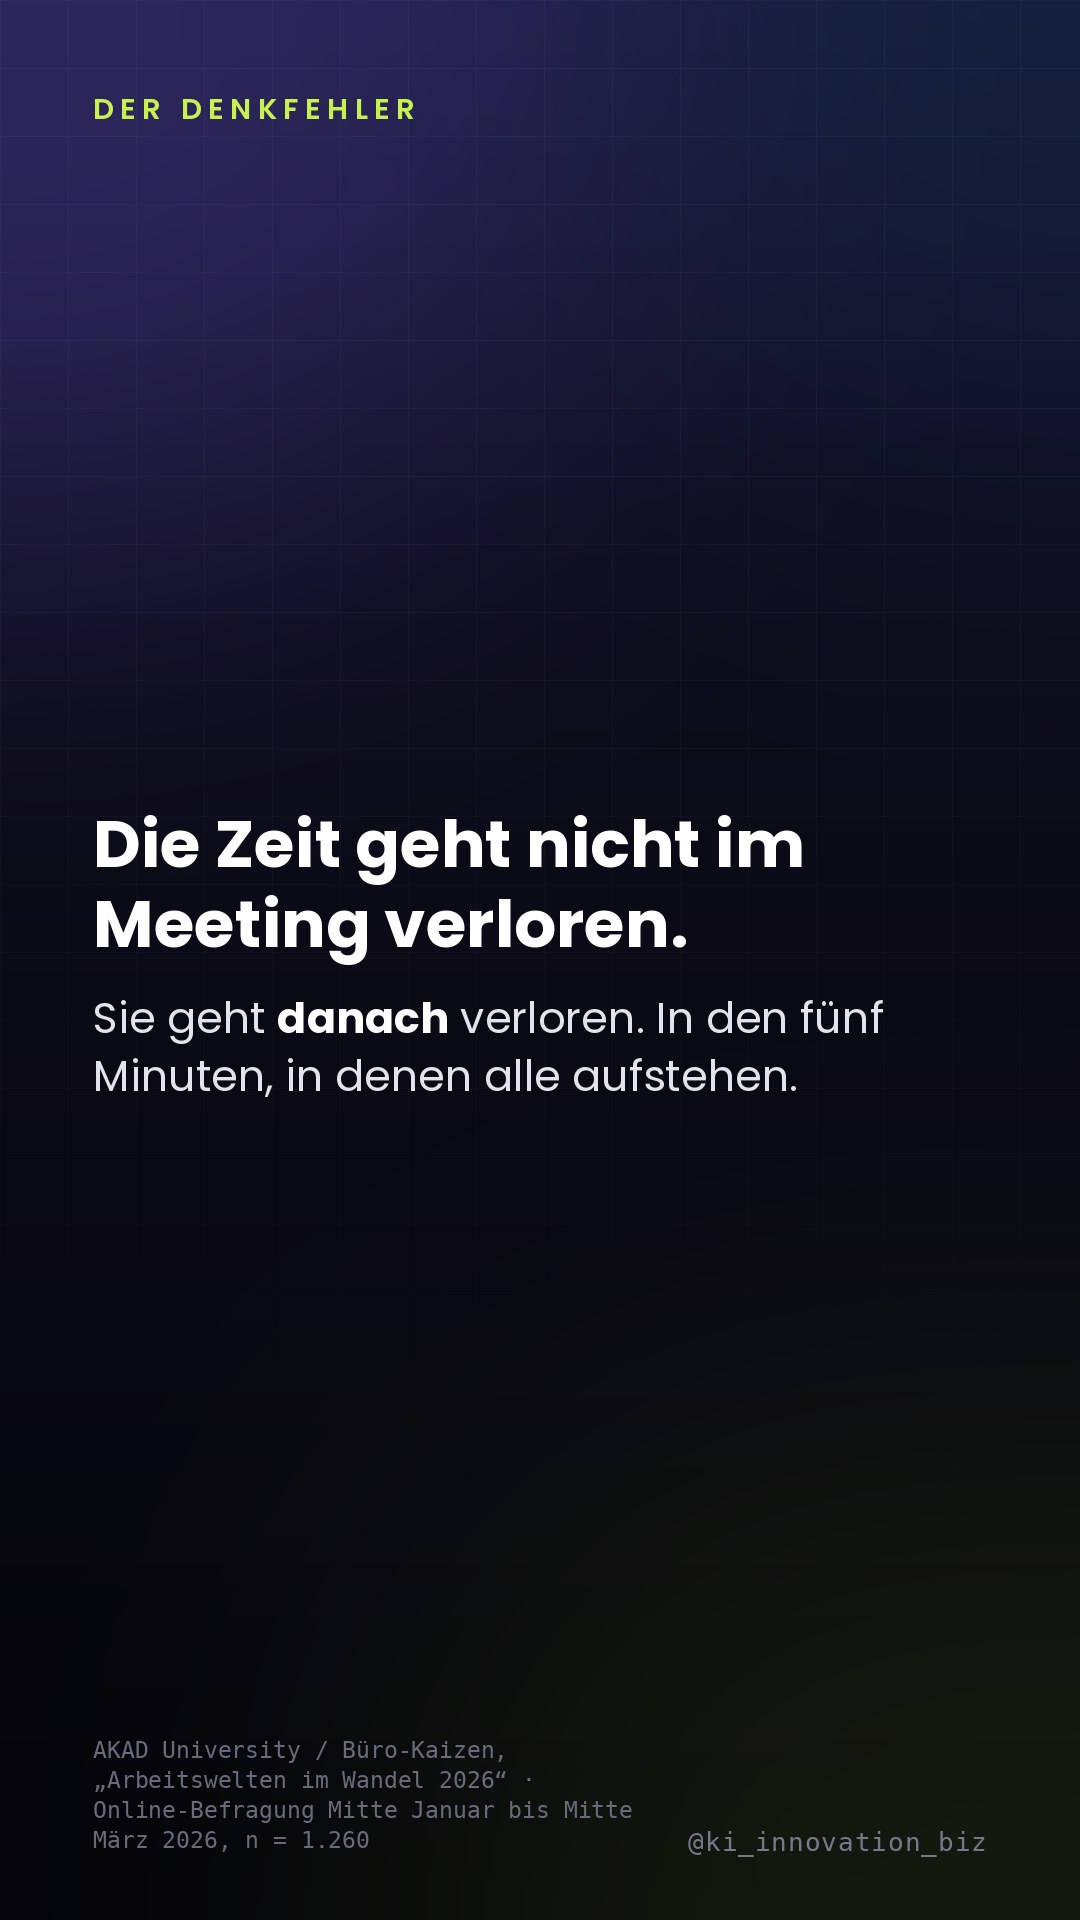 DER DENKFEHLER
Die Zeit geht nicht im
Meeting verloren.
Sie geht danach verloren. In den fünf
Minuten, in denen alle aufstehen.
AKAD University / Büro-Kaizen,
„Arbeitswelten im Wandel 2026“ ·
Online-Befragung Mitte Januar bis Mitte
März 2026, n = 1.260
@ki_innovation_biz